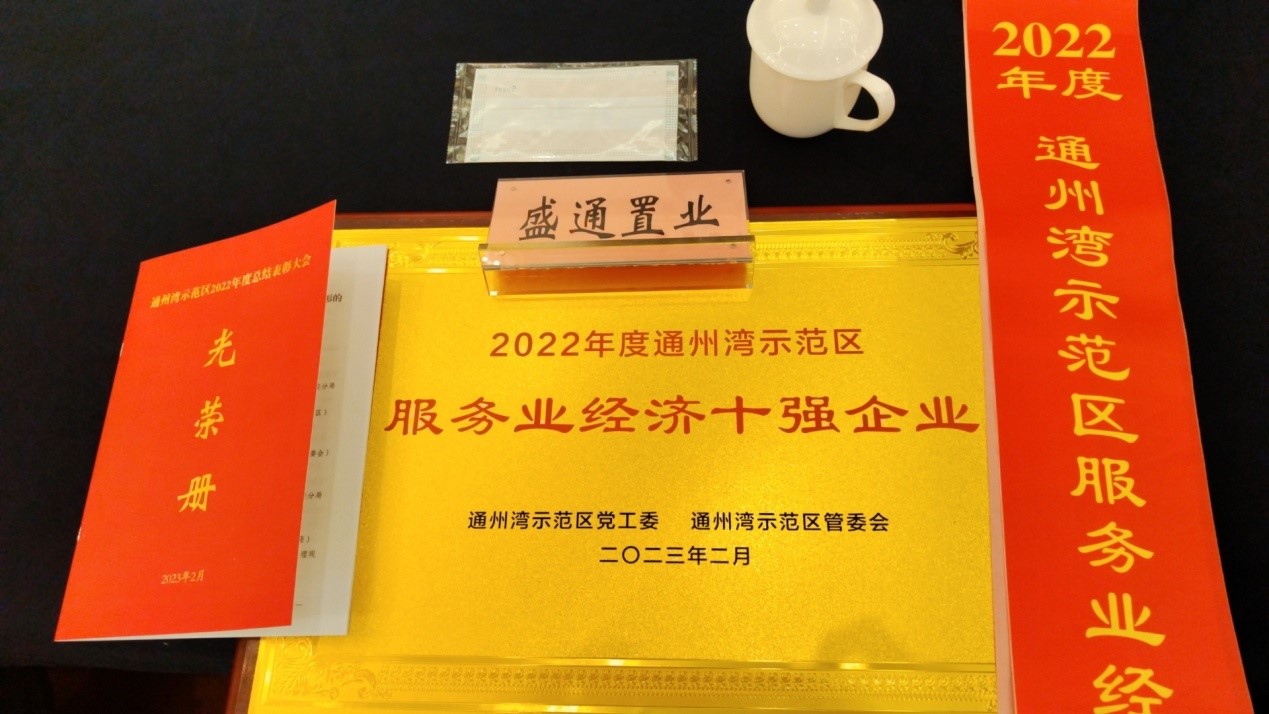 盛通置业
通州湾示范区2022年度总结表彰大会
光荣册
2023年2月
2022年度通州湾示范区
服务业经济十强企业
通州湾示范区党工委 通州湾示范区管委会
二〇二三年二月
2022
年度
通州湾示范区服务业经